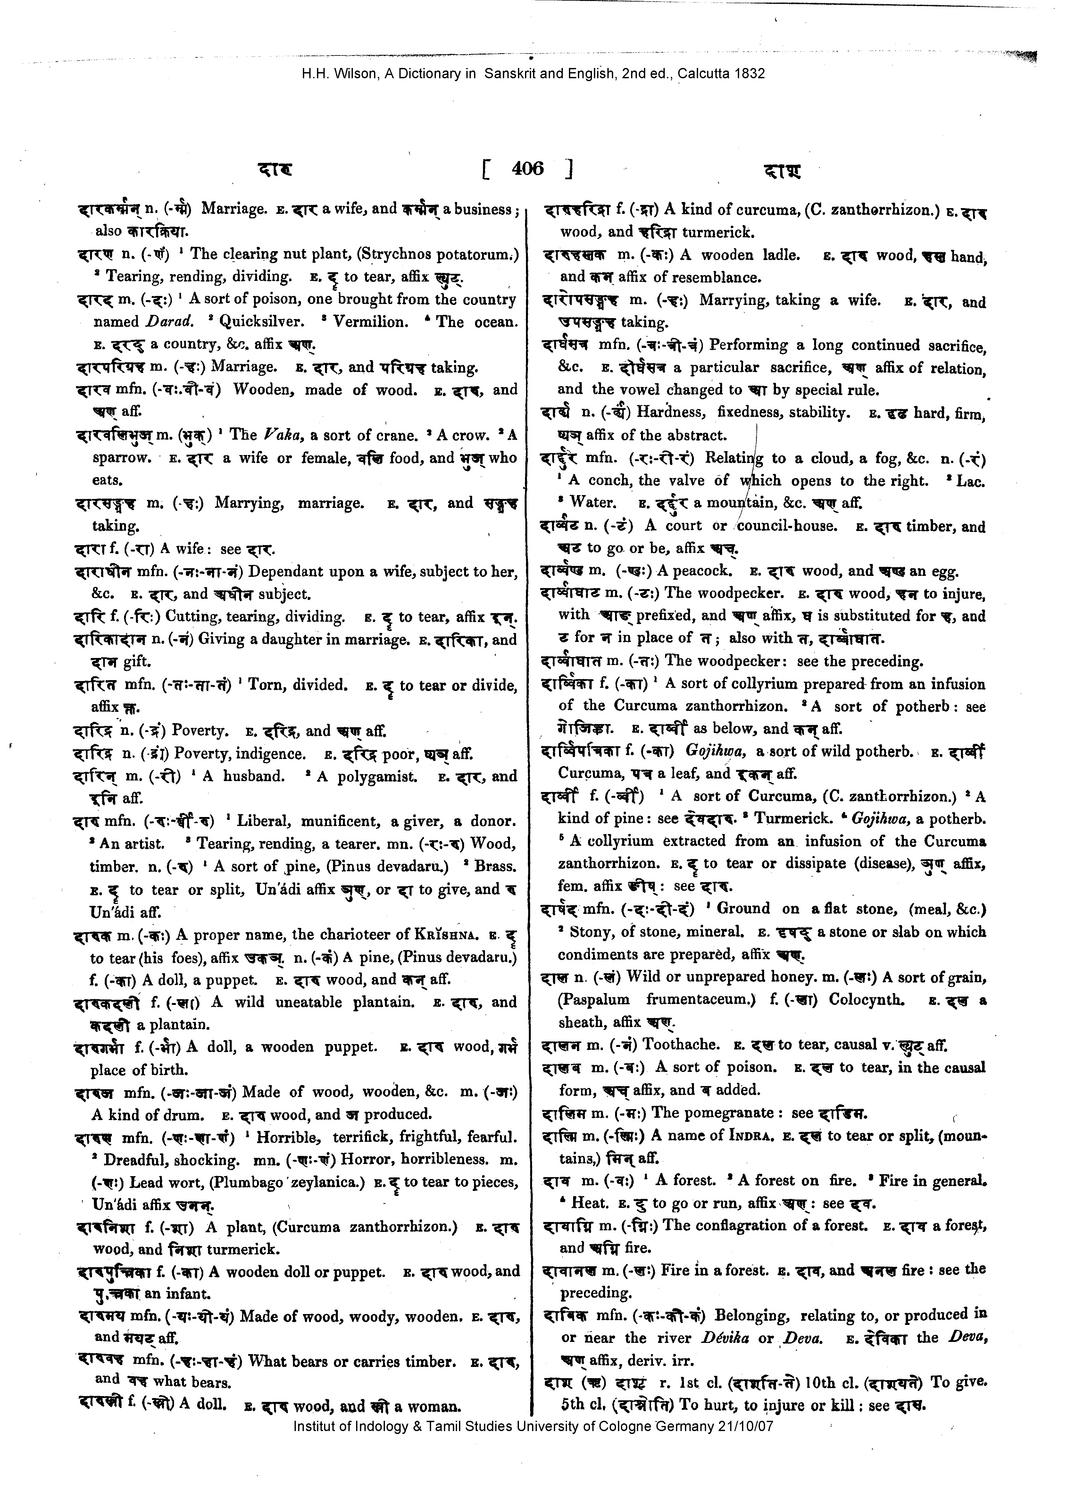 H.H. Wilson, A Dictionary in Sanskrit and English, 2nd ed., Calcutta 1832
दारु [ 406 ] दाश्र
दारकर्म्मन् n. (-र्म्म) Marriage. E. दार a wife, and कर्म्मन् a business;
also कारक्रिया.
दारण n. (-णं) ¹ The clearing nut plant, (Strychnos potatorum.)
² Tearing, rending, dividing. E. दॄ to tear, affix ल्युट्.
दारद m. (-दः) ¹ A sort of poison, one brought from the country
named Darad. ² Quicksilver. ³ Vermilion. ⁴ The ocean.
E. दरद् a country, &c. affix अण्.
दारपरिग्रह m. (-हः) Marriage. E. दार, and परिग्रह taking.
दारव mfn. (-वः.वी-वं) Wooden, made of wood. E. दारु, and
अण् aff.
दारवलिभुज् m. (भुक्) ¹ The Vaka, a sort of crane. ² A crow. ³ A
sparrow. E. दार a wife or female, वलि food, and भुज् who
eats.
दारसङ्ग्रह m. (-हः) Marrying, marriage. E. दार, and सङ्ग्रह
taking.
दारा f. (-रा) A wife: see दार.
दाराधीन mfn. (-नः-ना-नं) Dependant upon a wife, subject to her,
&c. E. दार, and अधीन subject.
दारि f. (-रिः) Cutting, tearing, dividing. E. दॄ to tear, affix इन्.
दारिकादान n. (-नं) Giving a daughter in marriage. E. दारिका, and
दान gift.
दारित mfn. (-तः-ता-तं) ¹ Torn, divided. E. दॄ to tear or divide,
affix क्त.
दारिद्र n. (-द्रं) Poverty. E. दरिद्र, and अण् aff.
दारिद्र n. (-द्रं) Poverty, indigence. E. दरिद्र poor, ष्यञ् aff.
दारिन् m. (-री) ¹ A husband. ² A polygamist. E. दार, and
इनि aff.
दारु mfn. (-रुः-र्वी-रु) ¹ Liberal, munificent, a giver, a donor.
² An artist. ³ Tearing, rending, a tearer. mn. (-रुः-रु) Wood,
timber. n. (-रु) ¹ A sort of pine, (Pinus devadaru.) ² Brass.
E. दॄ to tear or split, Un'ádi affix ञुण्, or दा to give, and रु
Un'ádi aff.
दारुक m. (-कः) A proper name, the charioteer of KRĬSHNA. E. दॄ
to tear (his foes), affix उकञ्. n. (-कं) A pine, (Pinus devadaru.)
f. (-का) A doll, a puppet. E. दारु wood, and कन् aff.
दारुकदली f. (-ली) A wild uneatable plantain. E. दारु, and
कदली a plantain.
दारुगर्भा f. (-र्भा) A doll, a wooden puppet. E. दारु wood, गर्भ
place of birth.
दारुज mfn. (-जः-जा-जं) Made of wood, wooden, &c. m. (-जः)
A kind of drum. E. दारु wood, and ज produced.
दारुण mfn. (-णः-णा-णं) ¹ Horrible, terrifick, frightful, fearful.
² Dreadful, shocking. mn. (-णः-णं) Horror, horribleness. m.
(-णः) Lead wort, (Plumbago zeylanica.) E. दॄ to tear to pieces,
Un'ádi affix उनन्.
दारुनिशा f. (-शा) A plant, (Curcuma zanthorrhizon.) E. दारु
wood, and निशा turmerick.
दारुपुत्त्रिका f. (-का) A wooden doll or puppet. E. दारु wood, and
पुत्त्रिका an infant.
दारुमय mfn. (-यः-यी-यं) Made of wood, woody, wooden. E. दारु,
and मयट् aff.
दारुवह mfn. (-हः-हा-हं) What bears or carries timber. E. दारु,
and वह what bears.
दारुस्त्री f. (-स्त्री) A doll. E. दारु wood, and स्त्री a woman.
दारुहरिद्रा f. (-द्रा) A kind of curcuma, (C. zanthorrhizon.) E. दारु
wood, and हरिद्रा turmerick.
दारुहस्तक m. (-कः) A wooden ladle. E. दारु wood, हस्त hand,
and कन् affix of resemblance.
दारोपसङ्ग्रह m. (-हः) Marrying, taking a wife. E. दार, and
उपसङ्ग्रह taking.
दार्घसत्र mfn. (-त्रः-त्री-त्रं) Performing a long continued sacrifice,
&c. E. दीर्घसत्र a particular sacrifice, अण् affix of relation,
and the vowel changed to आ by special rule.
दार्ढ्य n. (-र्ढ्यं) Hardness, fixedness, stability. E. दृढ hard, firm,
ष्यञ् affix of the abstract.
दार्दुर mfn. (-रः-री-रं) Relating to a cloud, a fog, &c. n. (-रं)
¹ A conch, the valve of which opens to the right. ² Lac.
³ Water. E. दर्दुर a mountain, &c. अण् aff.
दार्व्वट n. (-टं) A court or council-house. E. दारु timber, and
अट to go or be, affix अच्.
दार्व्वण्ड m. (-ण्डः) A peacock. E. दारु wood, and अण्ड an egg.
दार्व्वाघाट m. (-टः) The woodpecker. E. दारु wood, हन to injure,
with आङ् prefixed, and अण् affix, घ is substituted for ह, and
ट for न in place of त; also with त, दार्व्वाघात.
दार्व्वाघात m. (-तः) The woodpecker: see the preceding.
दार्व्विका f. (-का) ¹ A sort of collyrium prepared from an infusion
of the Curcuma zanthorrhizon. ² A sort of potherb: see
गोजिह्वा. E. दार्व्वी as below, and कन् aff.
दार्व्विपत्रिका f. (-का) Gojihwa, a sort of wild potherb. E. दार्व्वी
Curcuma, पत्र a leaf, and इकन् aff.
दार्व्वी f. (-र्व्वी) ¹ A sort of Curcuma, (C. zanthorrhizon.) ² A
kind of pine: see देवदारु. ³ Turmerick. ⁴ Gojihwa, a potherb.
⁵ A collyrium extracted from an infusion of the Curcuma
zanthorrhizon. E. दॄ to tear or dissipate (disease), ञुण् affix,
fem. affix ङीष्: see दारु.
दार्षद mfn. (-दः-दी-दं) ¹ Ground on a flat stone, (meal, &c.)
² Stony, of stone, mineral. E. दृषद् a stone or slab on which
condiments are prepared, affix अण्.
दाल n. (-लं) Wild or unprepared honey. m. (-लः) A sort of grain,
(Paspalum frumentaceum.) f. (-ला) Colocynth. E. दल a
sheath, affix अण्.
दालन m. (-नं) Toothache. E. दल to tear, causal v. ल्युट् aff.
दालव m. (-वः) A sort of poison. E. दल to tear, in the causal
form, अच् affix, and व added.
दालिम m. (-मः) The pomegranate: see दाडिम.
दाल्मि m. (-ल्मिः) A name of INDRA. E. दल to tear or split, (moun-
tains,) मिन् aff.
दाव m. (-वः) ¹ A forest. ² A forest on fire. ³ Fire in general.
⁴ Heat. E. दु to go or run, affix अण्: see दव.
दावाग्नि m. (-ग्निः) The conflagration of a forest. E. दाव a forest,
and अग्नि fire.
दावानल m. (-लः) Fire in a forest. E. दाव, and अनल fire: see the
preceding.
दाविक mfn. (-कः-की-कं) Belonging, relating to, or produced in
or near the river Dévika or Deva. E. देविका the Deva,
अण् affix, deriv. irr.
दाश (ऋ) दाशृ r. 1st cl. (दाशति-ते) 10th cl. (दाशयते) To give.
5th cl. (दाश्नोति) To hurt, to injure or kill: see दास.
Institut of Indology & Tamil Studies University of Cologne Germany 21/10/07